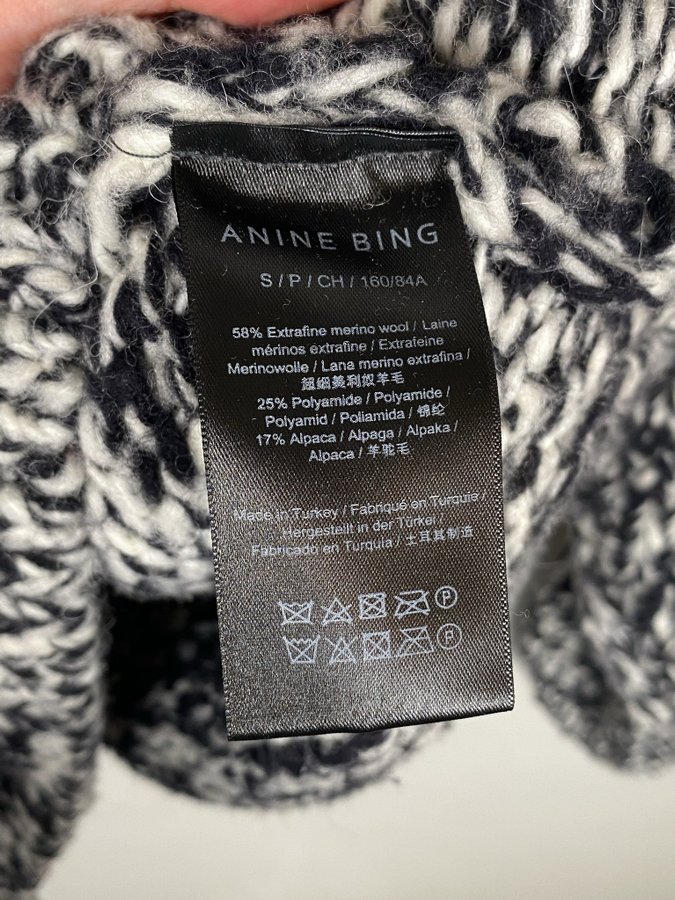 ANINE BING
S / P / CH / 160/84A
58% Extrafine merino wool / Laine
mérinos extrafine / Extrafeine
Merinowolle / Lana merino extrafina /
超细美利奴羊毛
25% Polyamide / Polyamide /
Polyamid / Poliamida / 锦纶
17% Alpaca / Alpaga / Alpaka /
Alpaca / 羊驼毛
Made in Turkey / Fabriqué en Turquie /
Hergestellt in der Türkei /
Fabricado en Turquía / 土耳其制造
P
P